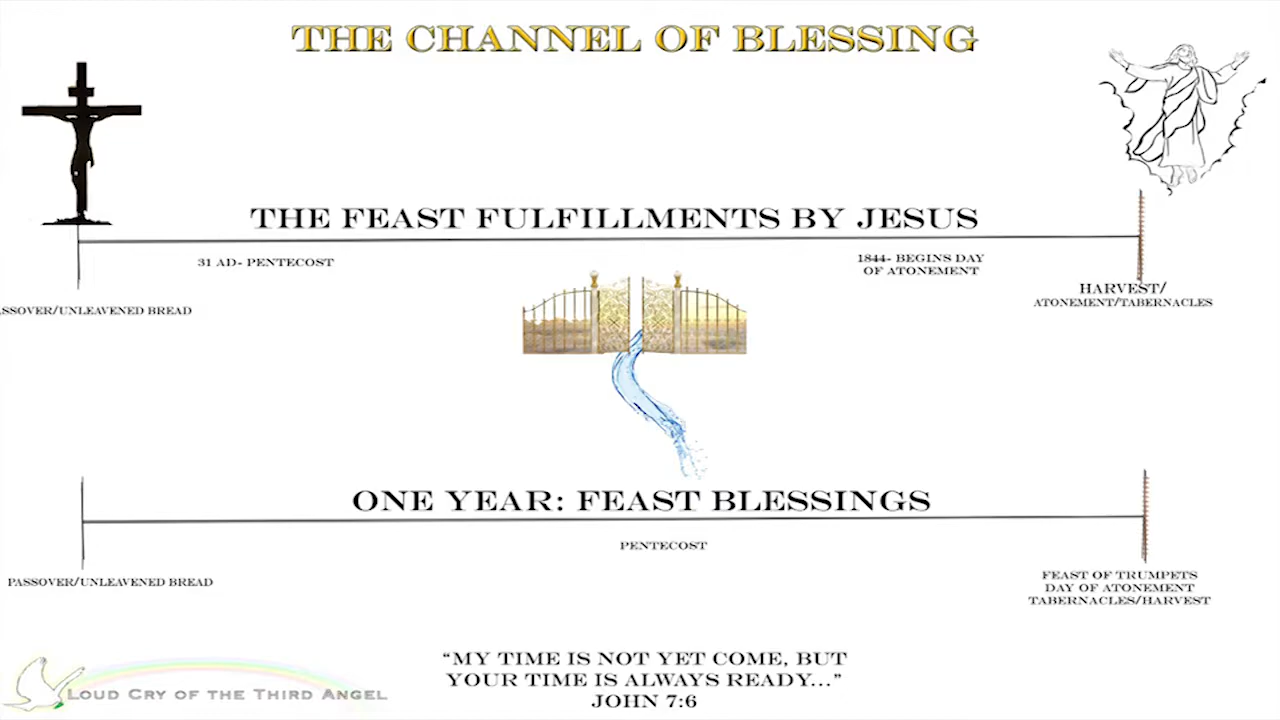 THE CHANNEL OF BLESSING
THE FEAST FULFILLMENTS BY JESUS
31 AD- PENTECOST
1844- BEGINS DAY
OF ATONEMENT
HARVEST/
ATONEMENT/TABERNACLES
ASSOVER/UNLEAVENED BREAD
ONE YEAR: FEAST BLESSINGS
PENTECOST
PASSOVER/UNLEAVENED BREAD
FEAST OF TRUMPETS
DAY OF ATONEMENT
TABERNACLES/HARVEST
"MY TIME IS NOT YET COME, BUT
YOUR TIME IS ALWAYS READY..."
JOHN 7:6
LOUD CRY OF THE THIRD ANGEL